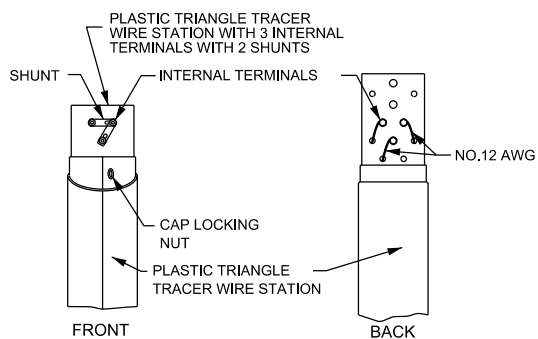 PLASTIC TRIANGLE TRACER
WIRE STATION WITH 3 INTERNAL
TERMINALS WITH 2 SHUNTS
SHUNT
INTERNAL TERMINALS
NO.12 AWG
CAP LOCKING
NUT
PLASTIC TRIANGLE
TRACER WIRE STATION
FRONT
BACK